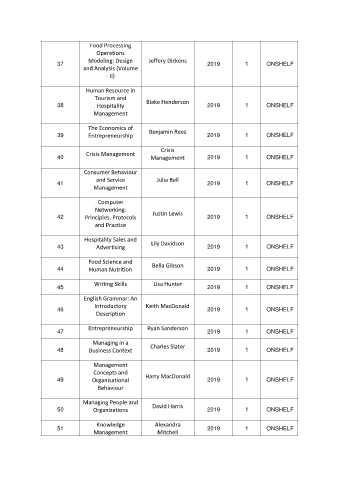 37 Food Processing Operations Modeling: Design and Analysis (Volume - II) Jeffery Dickens 2019 1 ONSHELF
38 Human Resource in Tourism and Hospitality Management Blake Henderson 2019 1 ONSHELF
39 The Economics of Entrepreneurship Benjamin Rees 2019 1 ONSHELF
40 Crisis Management Crisis Management 2019 1 ONSHELF
41 Consumer Behaviour and Service Management Julia Bell 2019 1 ONSHELF
42 Computer Networking: Principles, Protocols and Practice Justin Lewis 2019 1 ONSHELF
43 Hospitality Sales and Advertising Lily Davidson 2019 1 ONSHELF
44 Food Science and Human Nutrition Bella Gibson 2019 1 ONSHELF
45 Writing Skills Lisa Hunter 2019 1 ONSHELF
46 English Grammar: An Introductory Description Keith MacDonald 2019 1 ONSHELF
47 Entrepreneurship Ryan Sanderson 2019 1 ONSHELF
48 Managing in a Business Context Charles Slater 2019 1 ONSHELF
49 Management Concepts and Organisational Behaviour Harry MacDonald 2019 1 ONSHELF
50 Managing People and Organizations David Harris 2019 1 ONSHELF
51 Knowledge Management Alexandra Mitchell 2019 1 ONSHELF